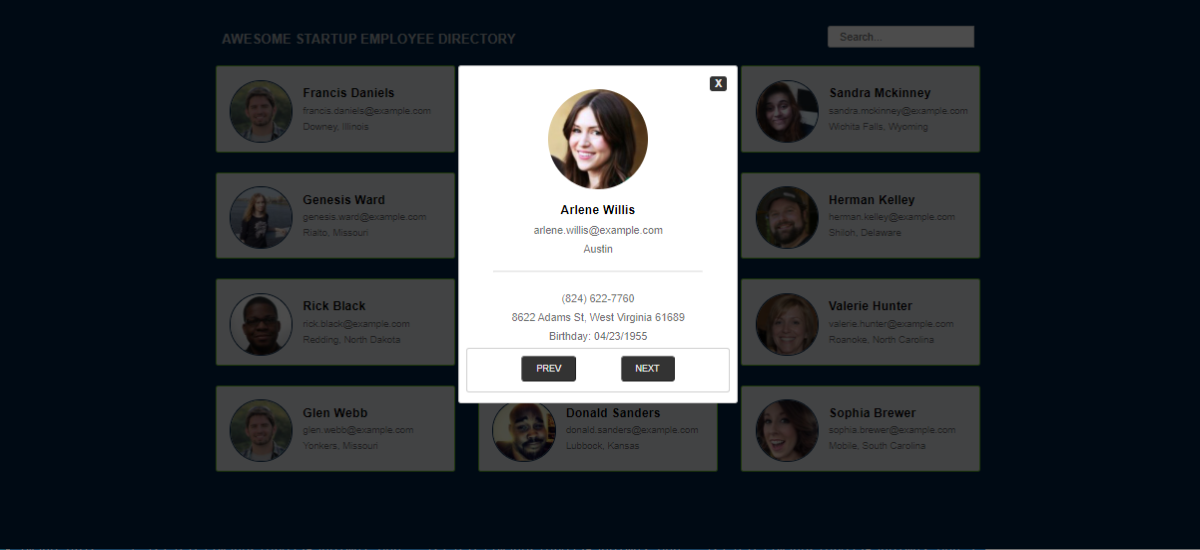 AWESOME STARTUP EMPLOYEE DIRECTORY
Search...
Francis Daniels
francis.daniels@example.com
Downey, Illinois
X
Arlene Willis
arlene.willis@example.com
Austin
(824) 622-7760
8622 Adams St, West Virginia 61689
Birthday: 04/23/1955
PREV
NEXT
Sandra Mckinney
sandra.mckinney@example.com
Wichita Falls, Wyoming
Genesis Ward
genesis.ward@example.com
Rialto, Missouri
Herman Kelley
herman.kelley@example.com
Shiloh, Delaware
Rick Black
rick.black@example.com
Redding, North Dakota
Valerie Hunter
valerie.hunter@example.com
Roanoke, North Carolina
Glen Webb
glen.webb@example.com
Yonkers, Missouri
Donald Sanders
donald.sanders@example.com
Lubbock, Kansas
Sophia Brewer
sophia.brewer@example.com
Mobile, South Carolina